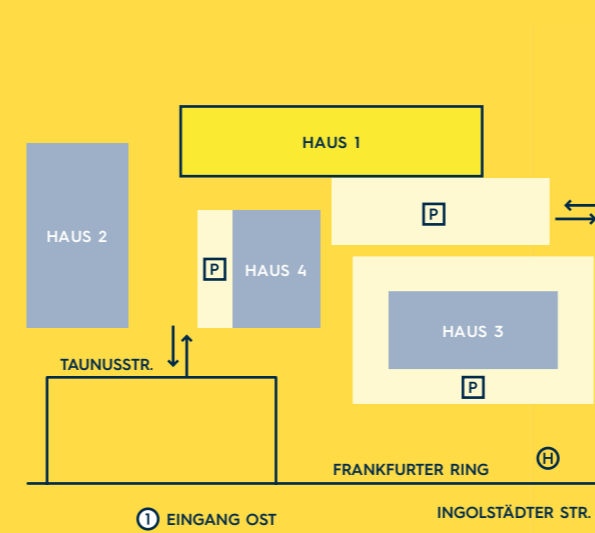 HAUS 1
P
HAUS 2
P
HAUS 4
HAUS 3
TAUNUSSTR.
P
H
FRANKFURTER RING
INGOLSTÄDTER STR.
1 EINGANG OST